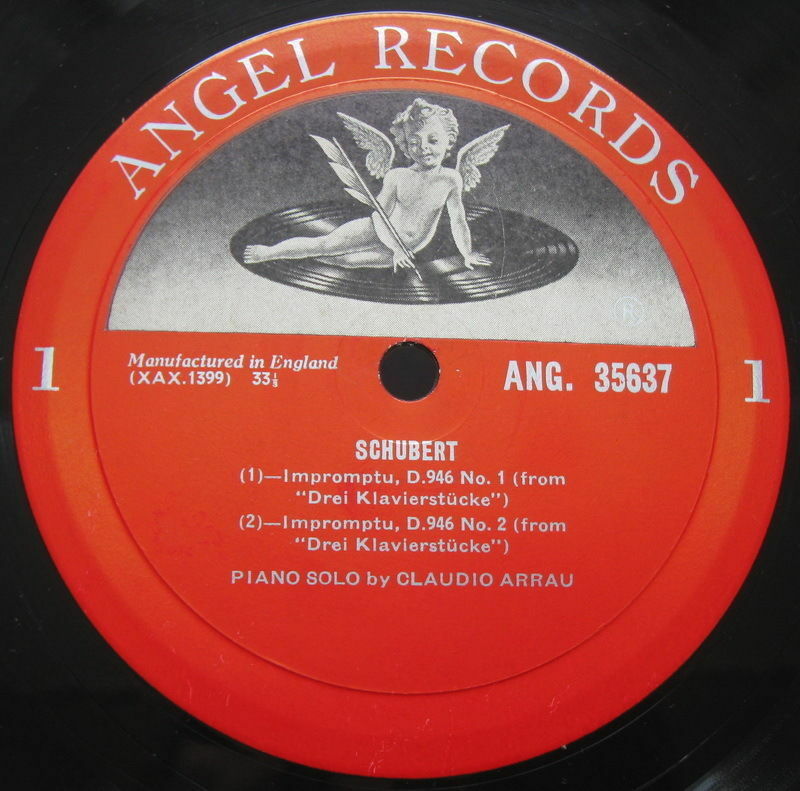 ANGEL RECORDS
®
1
1
Manufactured in England
(XAX.1399) 33⅓
ANG. 35637
SCHUBERT
(1)—Impromptu, D.946 No. 1 (from
“Drei Klavierstücke”)
(2)—Impromptu, D.946 No. 2 (from
“Drei Klavierstücke”)
PIANO SOLO by CLAUDIO ARRAU